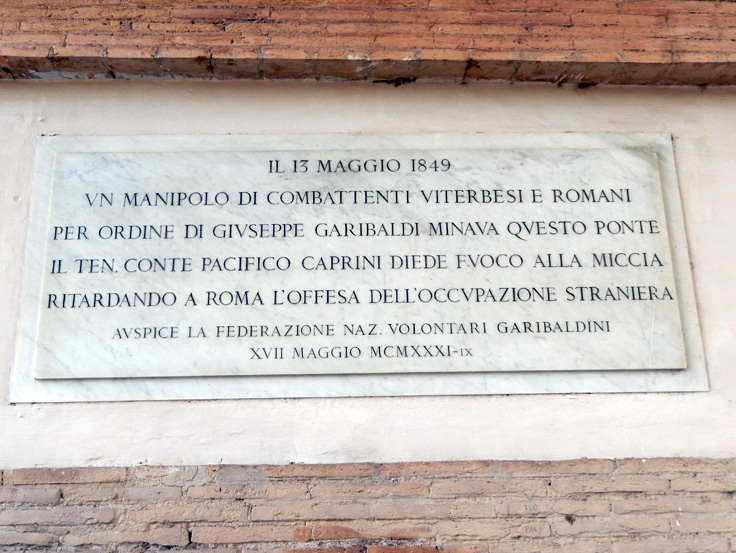 IL 13 MAGGIO 1849
VN MANIPOLO DI COMBATTENTI VITERBESI E ROMANI
PER ORDINE DI GIVSEPPE GARIBALDI MINAVA QVESTO PONTE
IL TEN. CONTE PACIFICO CAPRINI DIEDE FVOCO ALLA MICCIA
RITARDANDO A ROMA L'OFFESA DELL'OCCVPAZIONE STRANIERA
AVSPICE LA FEDERAZIONE NAZ. VOLONTARI GARIBALDINI
XVII MAGGIO MCMXXXI-IX